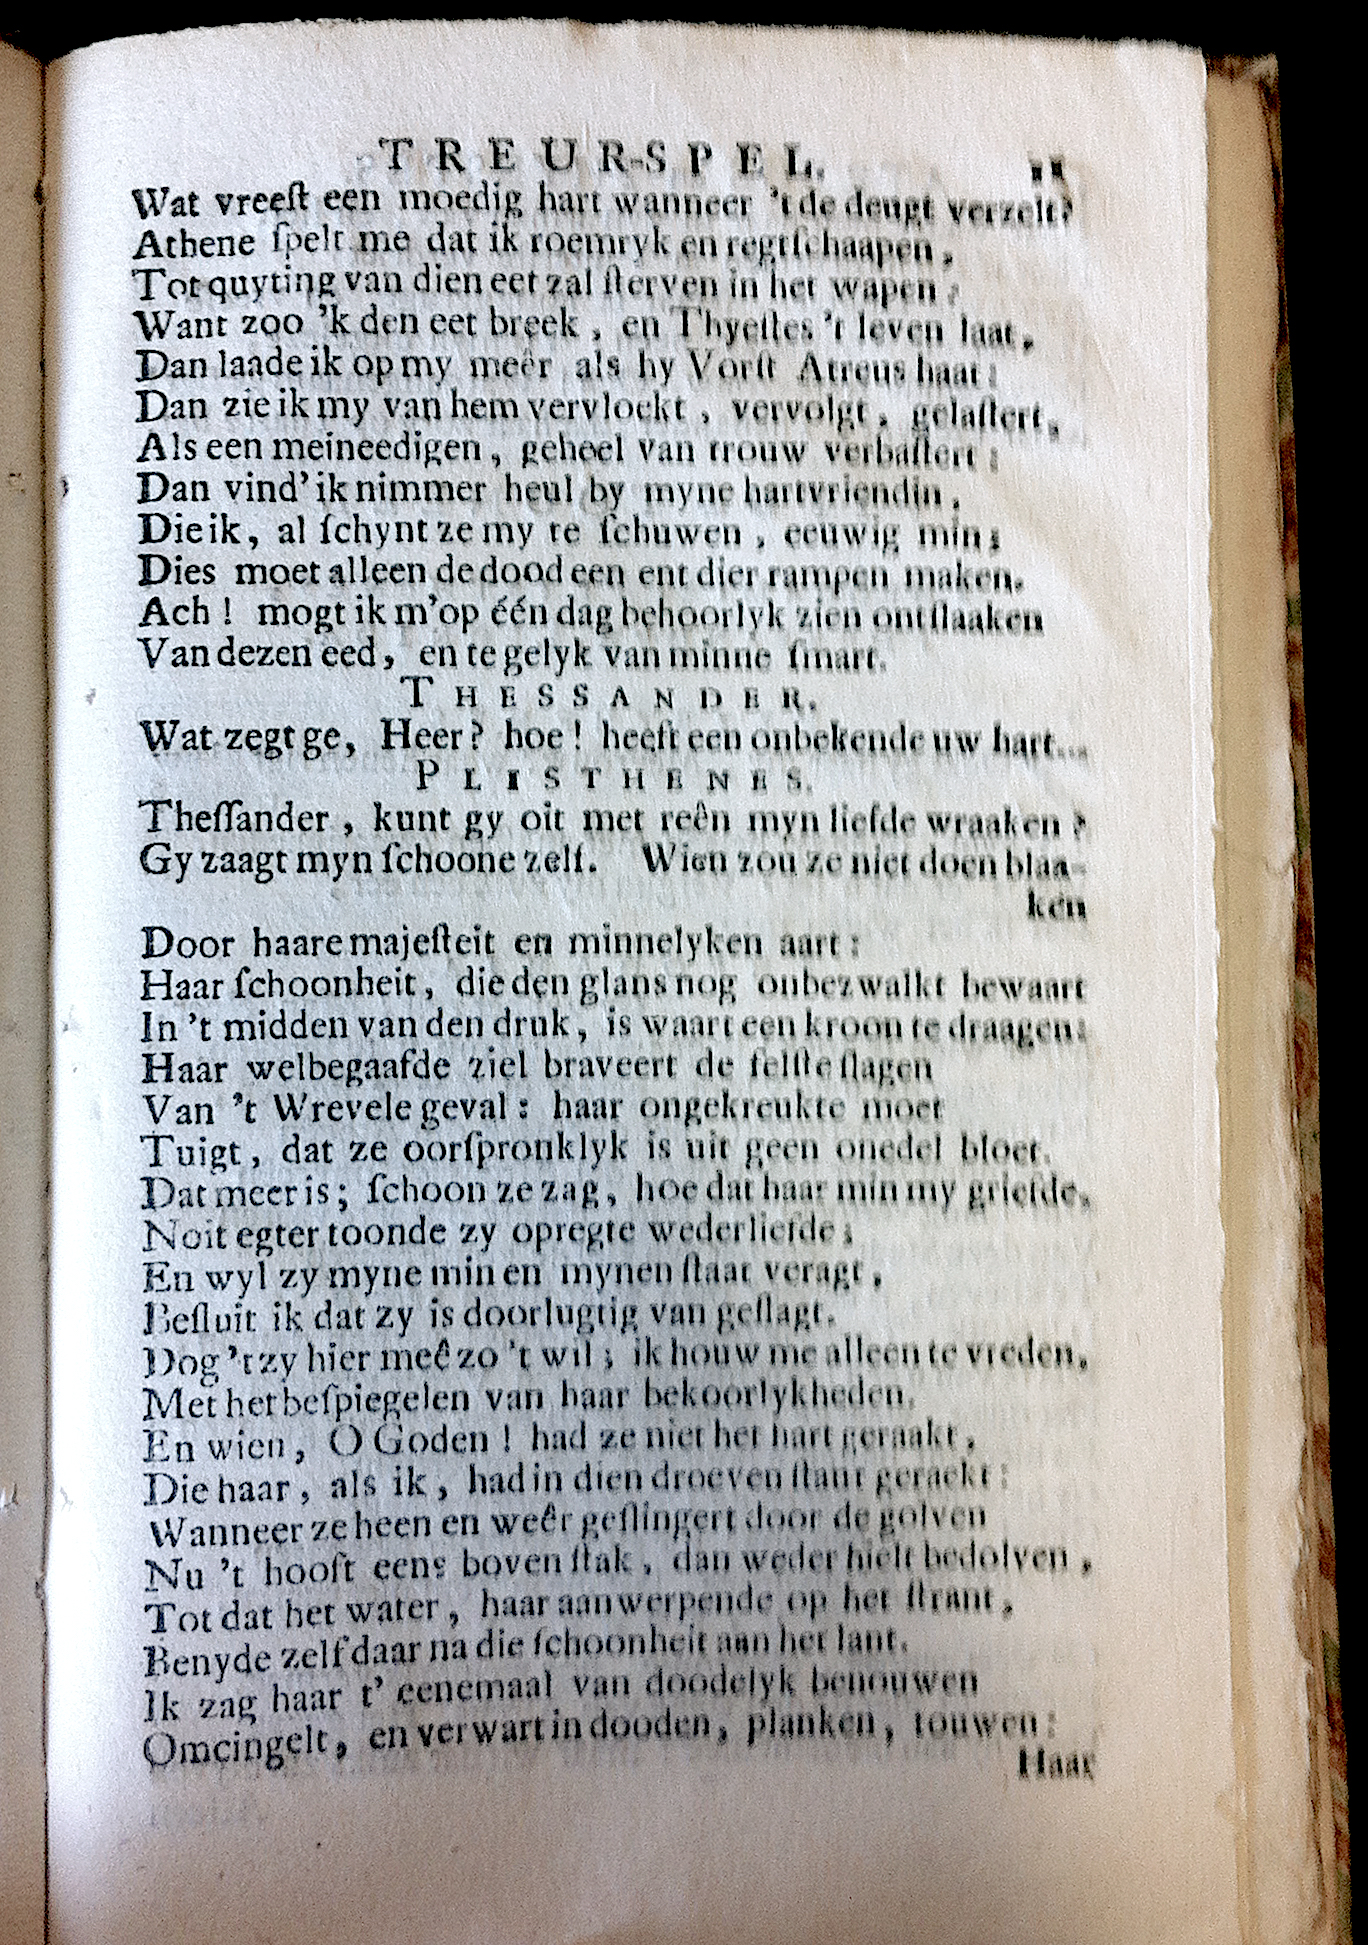 TREUR-SPEL. 11
Wat vreeſt een moedig hart wanneer 't de deugt verzelt?
Athene ſpelt me dat ik roemryk en regtſchaapen,
Tot quyting van dien eet zal ſterven in het wapen:
Want zoo 'k den eet breek, en Thyeſtes 't leven laat,
Dan laade ik op my meêr als hy Vorſt Atreus haat:
Dan zie ik my van hem vervloekt, vervolgt, gelaſtert,
Als een meineedigen, geheel van trouw verbaſtert:
Dan vind' ik nimmer heul by myne hartvriendin,
Die ik, al ſchynt ze my te ſchuwen, eeuwig min;
Dies moet alleen de dood een ent dier rampen maken.
Ach! mogt ik m'op één dag behoorlyk zien ontſlaaken
Van dezen eed, en te gelyk van minne ſmart.
THESSANDER.
Wat zegt ge, Heer? hoe! heeft een onbekende uw hart...
PLISTHENES.
Theſſander, kunt gy oit met reên myn liefde wraaken?
Gy zaagt myn ſchoone zelf. Wien zou ze niet doen blaa-
ken
Door haare majeſteit en minnelyken aart:
Haar ſchoonheit, die den glans nog onbezwalkt bewaart
In 't midden van den druk, is waart een kroon te draagen:
Haar welbegaafde ziel braveert de felſte ſlagen
Van 't Wrevele geval: haar ongekreukte moet
Tuigt, dat ze oorſpronklyk is uit geen onedel bloet.
Dat meer is; ſchoon ze zag, hoe dat haar min my griefde,
Noit egter toonde zy opregte wederliefde;
En wyl zy myne min en mynen ſtaat veragt,
Beſluit ik dat zy is doorlugtig van geſlagt.
Dog 't zy hier meê zo 't wil; ik houw me alleen te vreden,
Met het beſpiegelen van haar bekoorlykheden.
En wien, O Goden! had ze niet het hart geraakt,
Die haar, als ik, had in dien droeven ſtant geraekt:
Wanneer ze heen en weêr geſlingert door de golven
Nu 't hooft eens boven ſtak, dan weder hielt bedolven,
Tot dat het water, haar aanwerpende op het ſtrant,
Benyde zelf daar na die ſchoonheit aan het lant.
Ik zag haar t' eenemaal van doodelyk benouwen
Omcingelt, en verwart in dooden, planken, touwen:
Haar